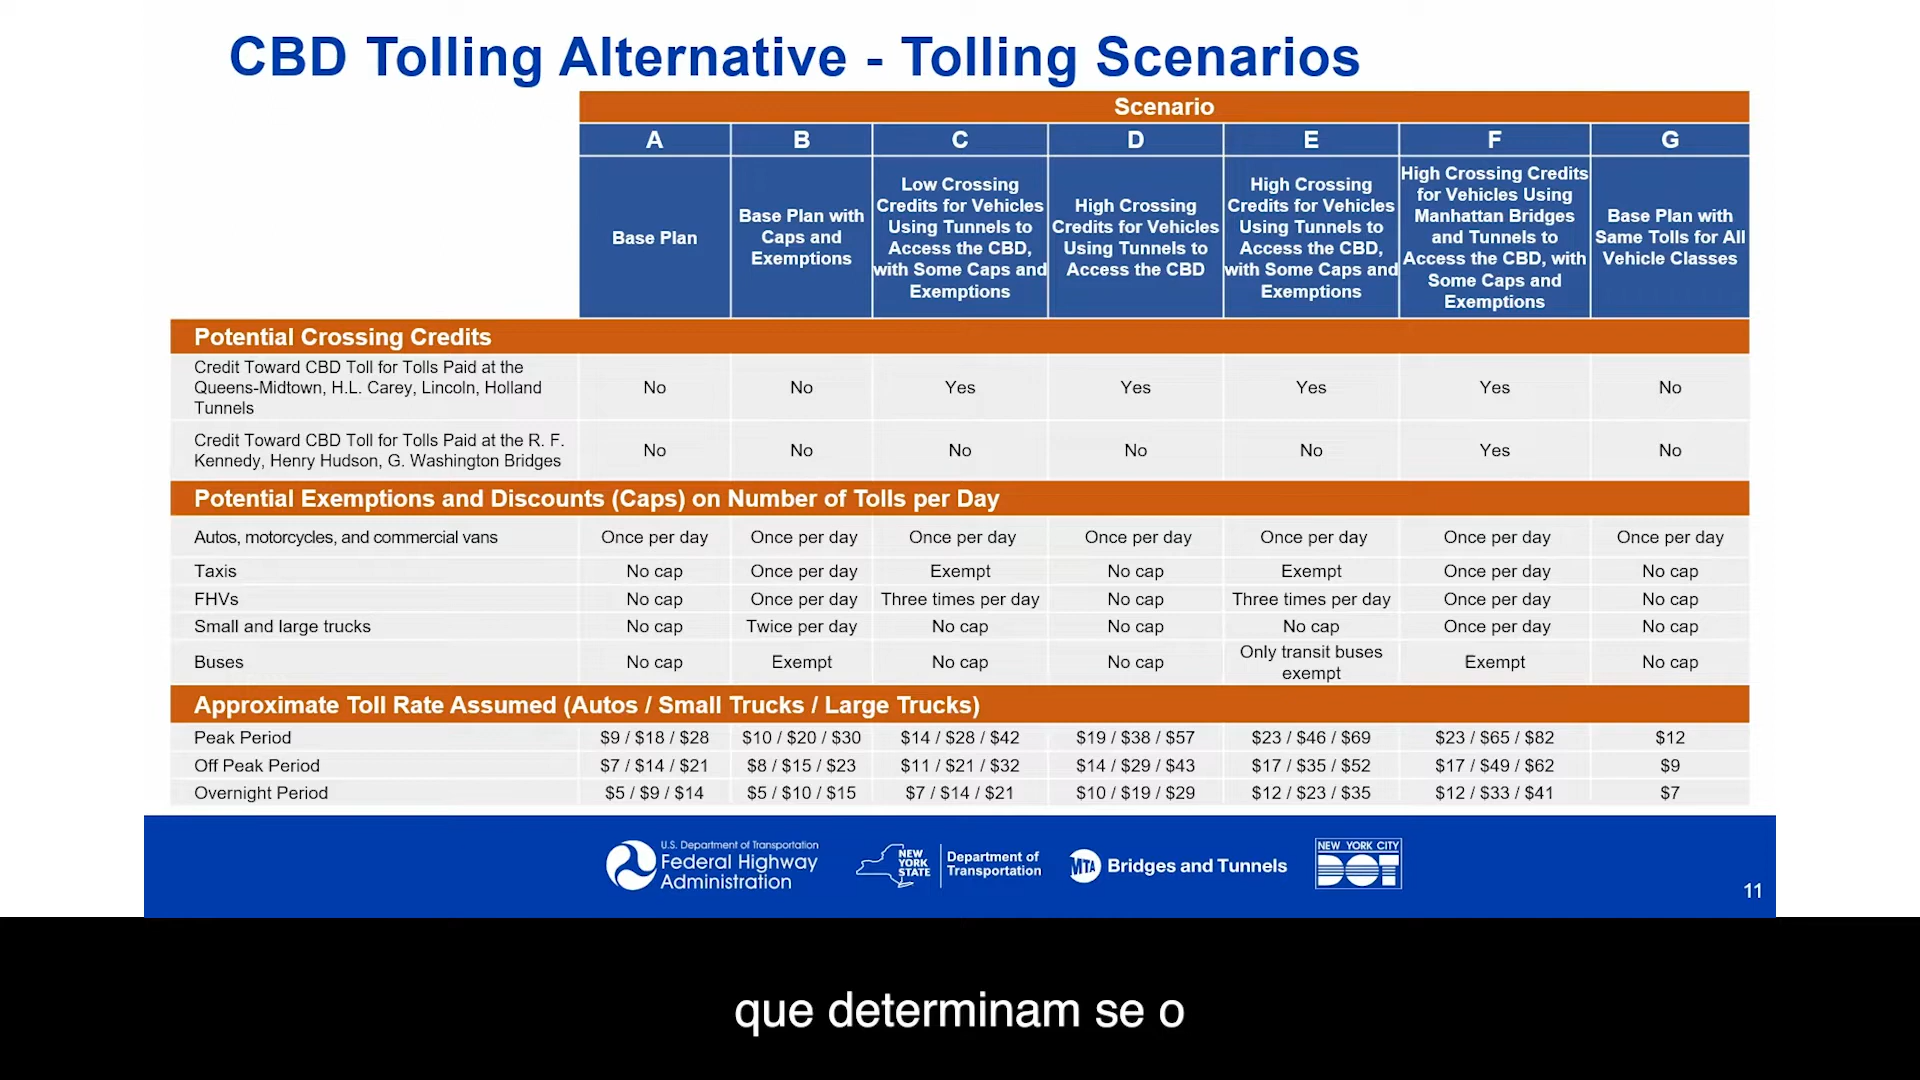 CBD Tolling Alternative - Tolling Scenarios
Scenario
A B C D E F G
Base Plan
Base Plan with
Caps and
Exemptions
Low Crossing
Credits for Vehicles
Using Tunnels to
Access the CBD,
with Some Caps and
Exemptions
High Crossing
Credits for Vehicles
Using Tunnels to
Access the CBD
High Crossing
Credits for Vehicles
Using Tunnels to
Access the CBD,
with Some Caps and
Exemptions
High Crossing Credits
for Vehicles Using
Manhattan Bridges
and Tunnels to
Access the CBD, with
Some Caps and
Exemptions
Base Plan with
Same Tolls for All
Vehicle Classes
Potential Crossing Credits
Credit Toward CBD Toll for Tolls Paid at the
Queens-Midtown, H.L. Carey, Lincoln, Holland
Tunnels
No No Yes Yes Yes Yes No
Credit Toward CBD Toll for Tolls Paid at the R. F.
Kennedy, Henry Hudson, G. Washington Bridges
No No No No No Yes No
Potential Exemptions and Discounts (Caps) on Number of Tolls per Day
Autos, motorcycles, and commercial vans Once per day Once per day Once per day Once per day Once per day Once per day Once per day
Taxis No cap Once per day Exempt No cap Exempt Once per day No cap
FHVs No cap Once per day Three times per day No cap Three times per day Once per day No cap
Small and large trucks No cap Twice per day No cap No cap No cap Once per day No cap
Buses No cap Exempt No cap No cap Only transit buses
exempt Exempt No cap
Approximate Toll Rate Assumed (Autos / Small Trucks / Large Trucks)
Peak Period $9 / $18 / $28 $10 / $20 / $30 $14 / $28 / $42 $19 / $38 / $57 $23 / $46 / $69 $23 / $65 / $82 $12
Off Peak Period $7 / $14 / $21 $8 / $15 / $23 $11 / $21 / $32 $14 / $29 / $43 $17 / $35 / $52 $17 / $49 / $62 $9
Overnight Period $5 / $9 / $14 $5 / $10 / $15 $7 / $14 / $21 $10 / $19 / $29 $12 / $23 / $35 $12 / $33 / $41 $7
U.S. Department of Transportation
Federal Highway
Administration
NEW
YORK
STATE
Department of
Transportation
MTA Bridges and Tunnels
NEW YORK CITY
DOT
11
que determinam se o